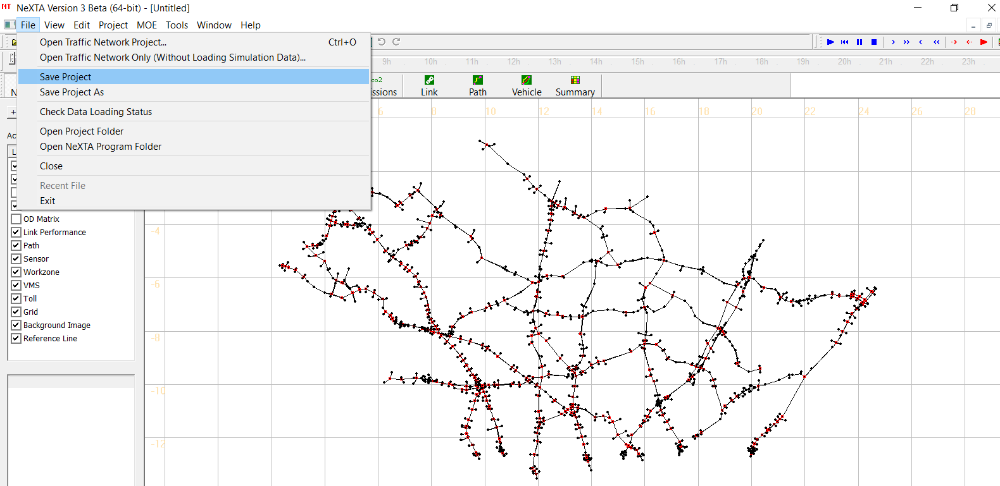 NT NeXTA Version 3 Beta (64-bit) - [Untitled]
File View Edit Project MOE Tools Window Help
Open Traffic Network Project... Ctrl+O
Open Traffic Network Only (Without Loading Simulation Data)...
9h 10h 11h 12h 13h 14h 15h 16h 17h 18h 19h 20h 21h 22h 23h
Save Project
Save Project As
co2
N ssions Link Path Vehicle Summary
Check Data Loading Status
6 8 10 12 14 16 18 20 22 24 26 28
Open Project Folder
Ac
Open NeXTA Program Folder
L
Close
Recent File
Exit
OD Matrix
Link Performance
Path
Sensor
Workzone
VMS
Toll
Grid
Background Image
Reference Line
-4
-6
-8
-10
-12